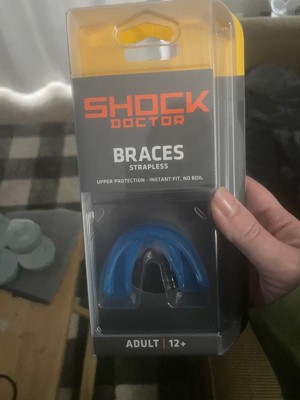 SHOCK
DOCTOR
BRACES
STRAPLESS
UPPER PROTECTION - INSTANT FIT, NO BOIL
ADULT | 12+